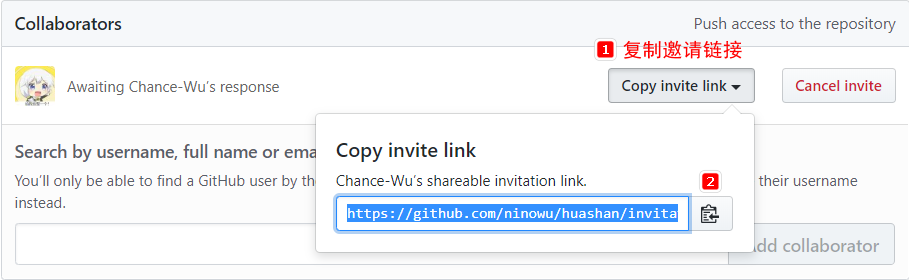 Collaborators
Push access to the repository
1 复制邀请链接
Awaiting Chance-Wu's response
Copy invite link
Cancel invite
Copy invite link
Search by username, full name or ema
Chance-Wu's shareable invitation link.
2
You'll only be able to find a GitHub user by the
their username
instead.
https://github.com/ninowu/huashan/invita
Add collaborator